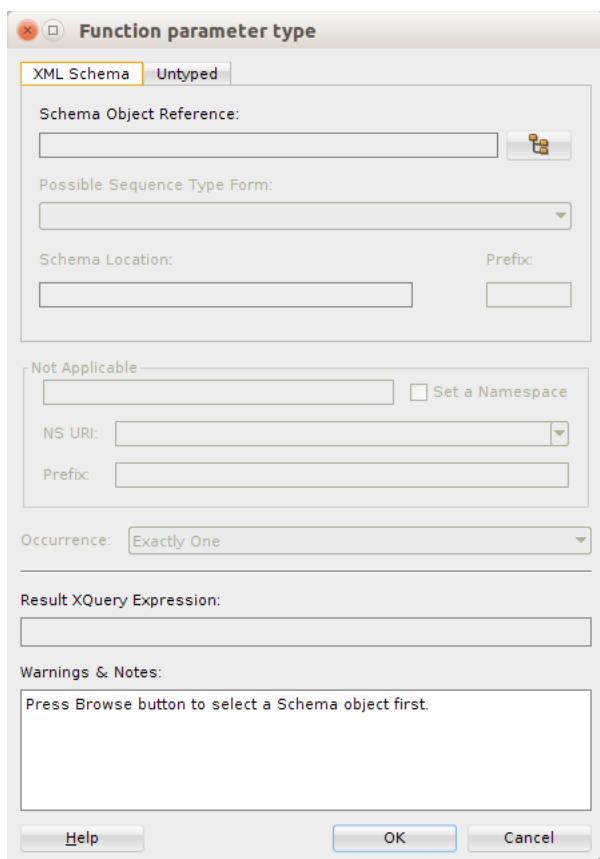 Function parameter type
XML Schema Untyped
Schema Object Reference:
Possible Sequence Type Form:
Schema Location: Prefix:
Not Applicable
Set a Namespace
NS URI:
Prefix:
Occurrence: Exactly One
Result XQuery Expression:
Warnings & Notes:
Press Browse button to select a Schema object first.
Help OK Cancel